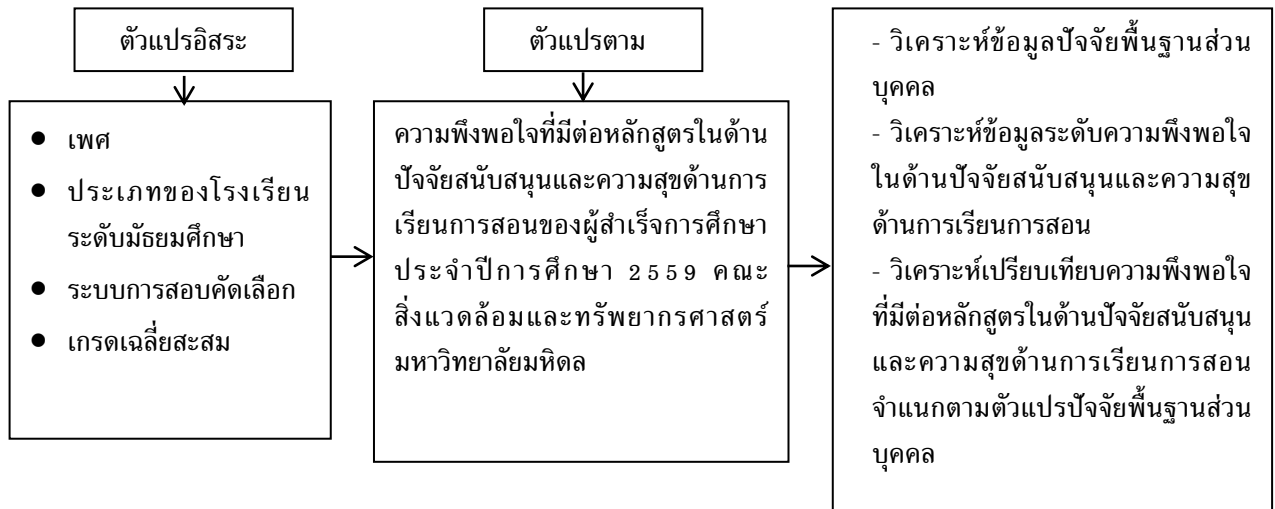 ตัวแปรอิสระ
เพศ
ประเภทของโรงเรียน
ระดับมัธยมศึกษา
ระบบการสอบคัดเลือก
เกรดเฉลี่ยสะสม
ตัวแปรตาม
ความพึงพอใจที่มีต่อหลักสูตรในด้าน
ปัจจัยสนับสนุนและความสุขด้านการ
เรียนการสอนของผู้สำเร็จการศึกษา
ประจำปีการศึกษา 2559 คณะ
สิ่งแวดล้อมและทรัพยากรศาสตร์
มหาวิทยาลัยมหิดล
- วิเคราะห์ข้อมูลปัจจัยพื้นฐานส่วน
บุคคล
- วิเคราะห์ข้อมูลระดับความพึงพอใจ
ในด้านปัจจัยสนับสนุนและความสุข
ด้านการเรียนการสอน
- วิเคราะห์เปรียบเทียบความพึงพอใจ
ที่มีต่อหลักสูตรในด้านปัจจัยสนับสนุน
และความสุขด้านการเรียนการสอน
จำแนกตามตัวแปรปัจจัยพื้นฐานส่วน
บุคคล